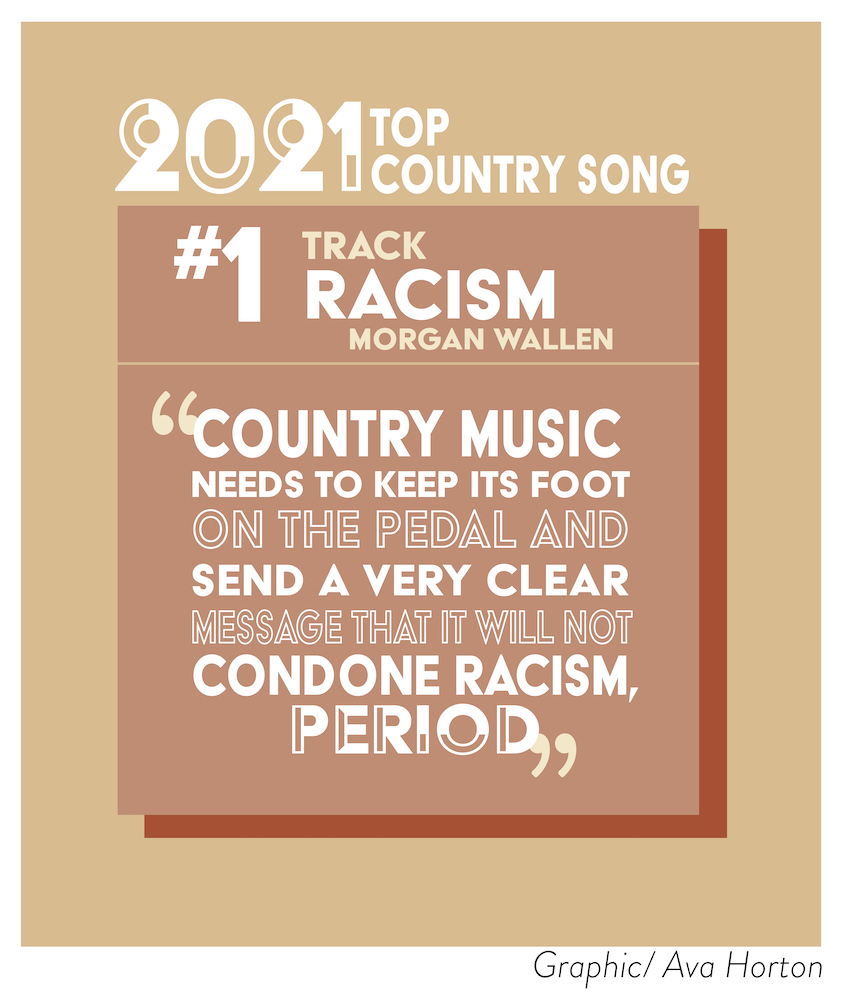 2021 TOP
COUNTRY SONG
#1 TRACK
RACISM
MORGAN WALLEN
“COUNTRY MUSIC
NEEDS TO KEEP ITS FOOT
ON THE PEDAL AND
SEND A VERY CLEAR
MESSAGE THAT IT WILL NOT
CONDONE RACISM,
PERIOD”
Graphic/ Ava Horton